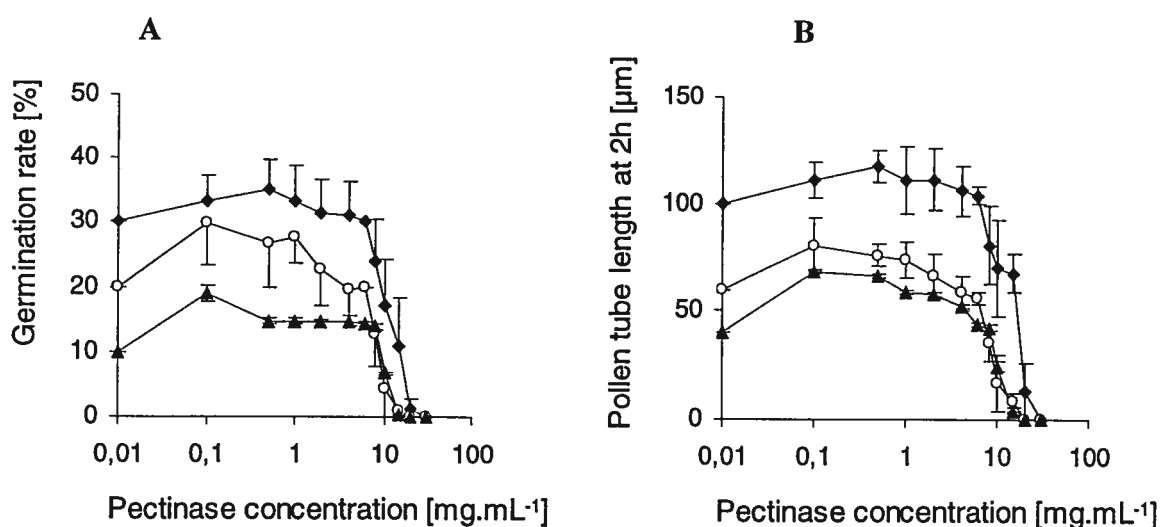 A
Germination rate [%]
50
40
30
20
10
0
0,01 0,1 1 10 100
Pectinase concentration [mg.mL-1]
B
Pollen tube length at 2h [µm]
150
100
50
0
0,01 0,1 1 10 100
Pectinase concentration [mg.mL-1]